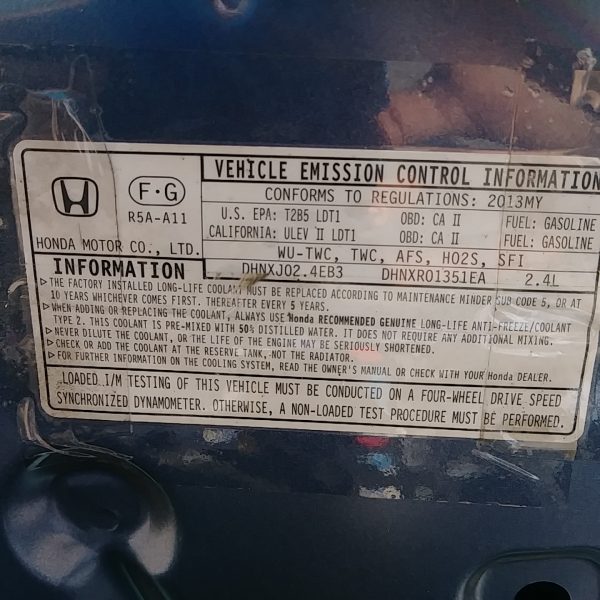 VEHICLE EMISSION CONTROL INFORMATION
F·G
R5A-A11
HONDA MOTOR CO., LTD.
CONFORMS TO REGULATIONS: 2013MY
U.S. EPA: T2B5 LDT1 OBD: CA II FUEL: GASOLINE
CALIFORNIA: ULEV II LDT1 OBD: CA II FUEL: GASOLINE
WU-TWC, TWC, AFS, HO2S, SFI
DHNXJ02.4EB3 DHNXR01351EA 2.4L
INFORMATION
▷THE FACTORY INSTALLED LONG-LIFE COOLANT MUST BE REPLACED ACCORDING TO MAINTENANCE MINDER SUB CODE 5, OR AT
10 YEARS WHICHEVER COMES FIRST. THEREAFTER EVERY 5 YEARS.
▷WHEN ADDING OR REPLACING THE COOLANT, ALWAYS USE Honda RECOMMENDED GENUINE LONG-LIFE ANTI-FREEZE/COOLANT
TYPE 2. THIS COOLANT IS PRE-MIXED WITH 50% DISTILLED WATER. IT DOES NOT REQUIRE ANY ADDITIONAL MIXING.
▷NEVER DILUTE THE COOLANT, OR THE LIFE OF THE ENGINE MAY BE SERIOUSLY SHORTENED.
▷CHECK OR ADD THE COOLANT AT THE RESERVE TANK, NOT THE RADIATOR.
▷FOR FURTHER INFORMATION ON THE COOLING SYSTEM, READ THE OWNER'S MANUAL OR CHECK WITH YOUR Honda DEALER.
LOADED I/M TESTING OF THIS VEHICLE MUST BE CONDUCTED ON A FOUR-WHEEL DRIVE SPEED
SYNCHRONIZED DYNAMOMETER. OTHERWISE, A NON-LOADED TEST PROCEDURE MUST BE PERFORMED.